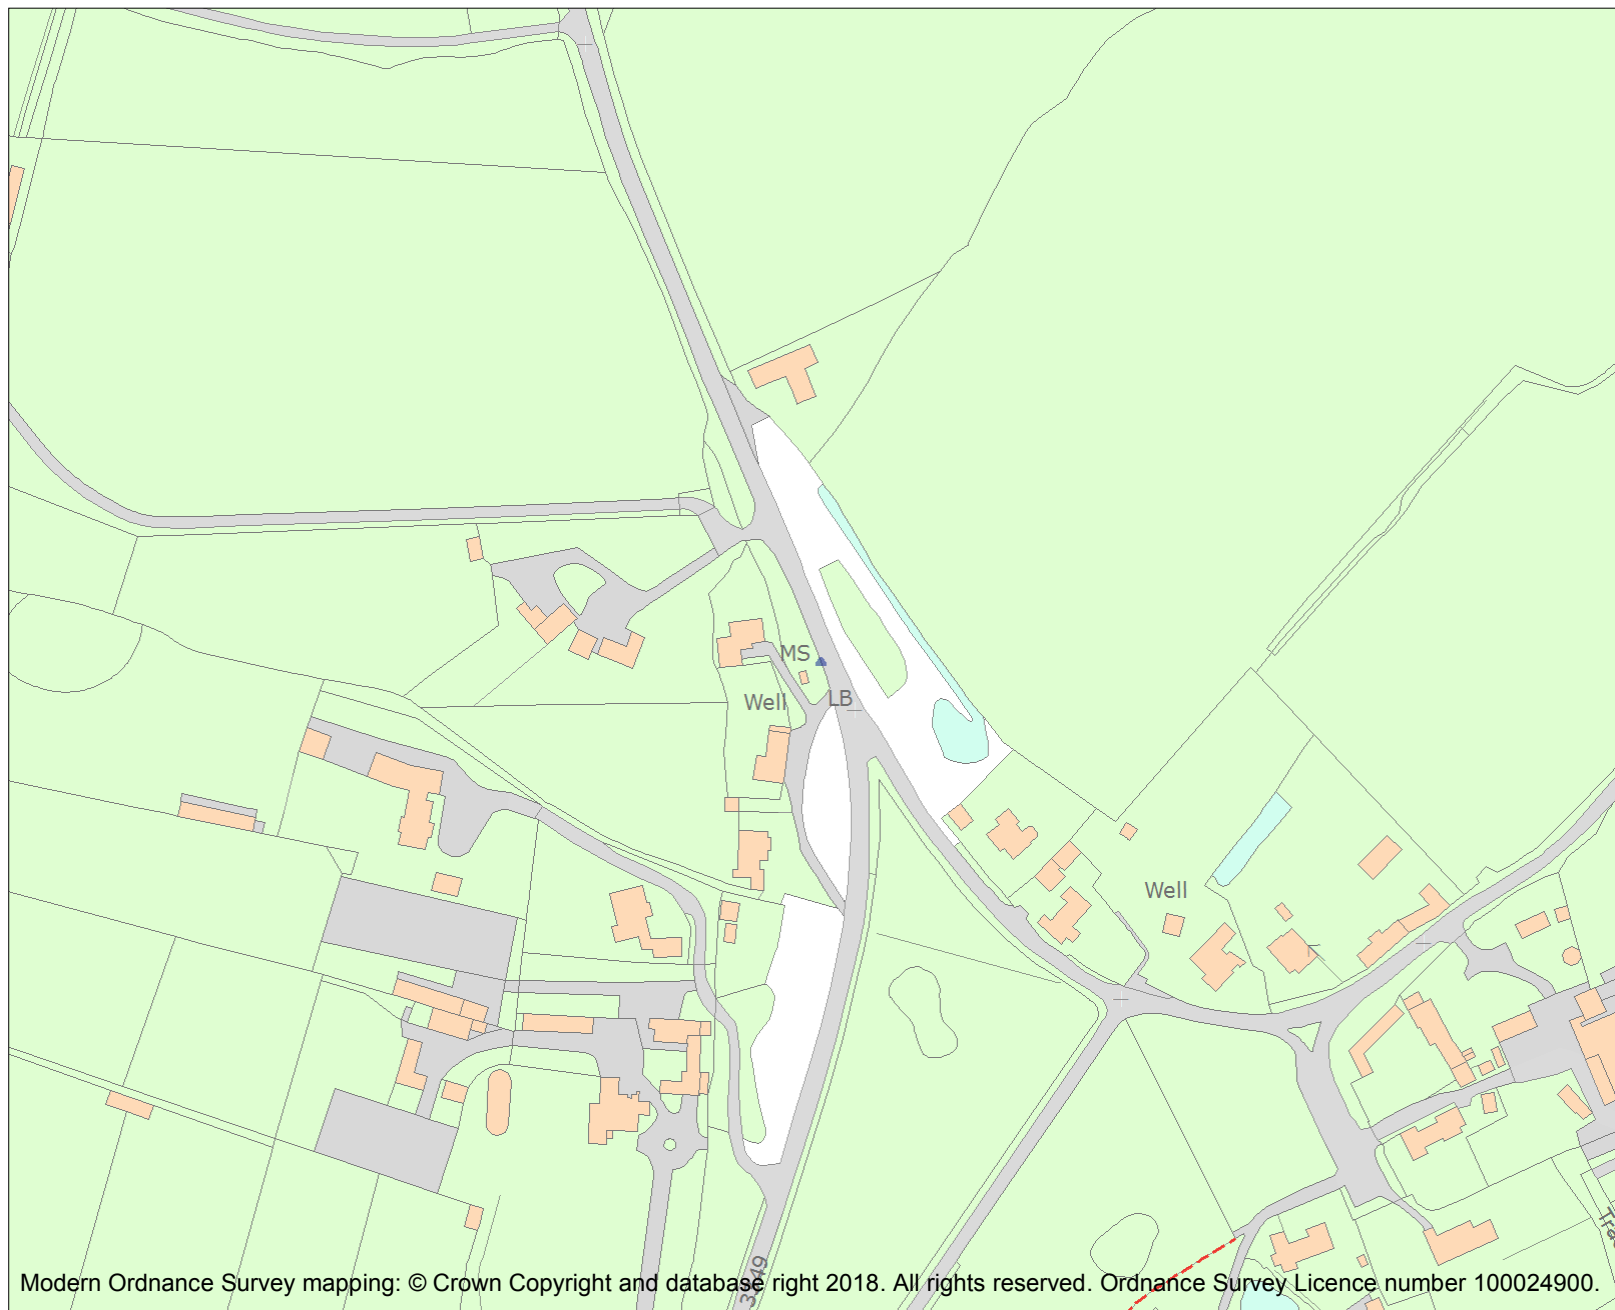 MS
Well
LB
Well
Modern Ordnance Survey mapping: © Crown Copyright and database right 2018. All rights reserved. Ordnance Survey Licence number 100024900.